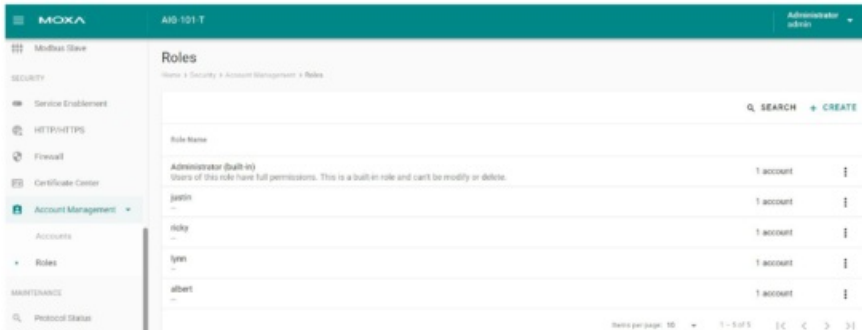 MOXA
AIG-101-T
Administrator
admin
Modbus Slave
SECURITY
Service Enablement
HTTP/HTTPS
Firewall
Certificate Center
Account Management
Accounts
Roles
MAINTENANCE
Protocol Status
Roles
Home > Security > Account Management > Roles
SEARCH + CREATE
Role Name
Administrator (built-in) 1 account
Users of this role have full permissions. This is a built-in role and can't be modify or delete.
justin 1 account
--
ricky 1 account
--
lynn 1 account
--
albert 1 account
--
Items per page: 10 1 – 5 of 5